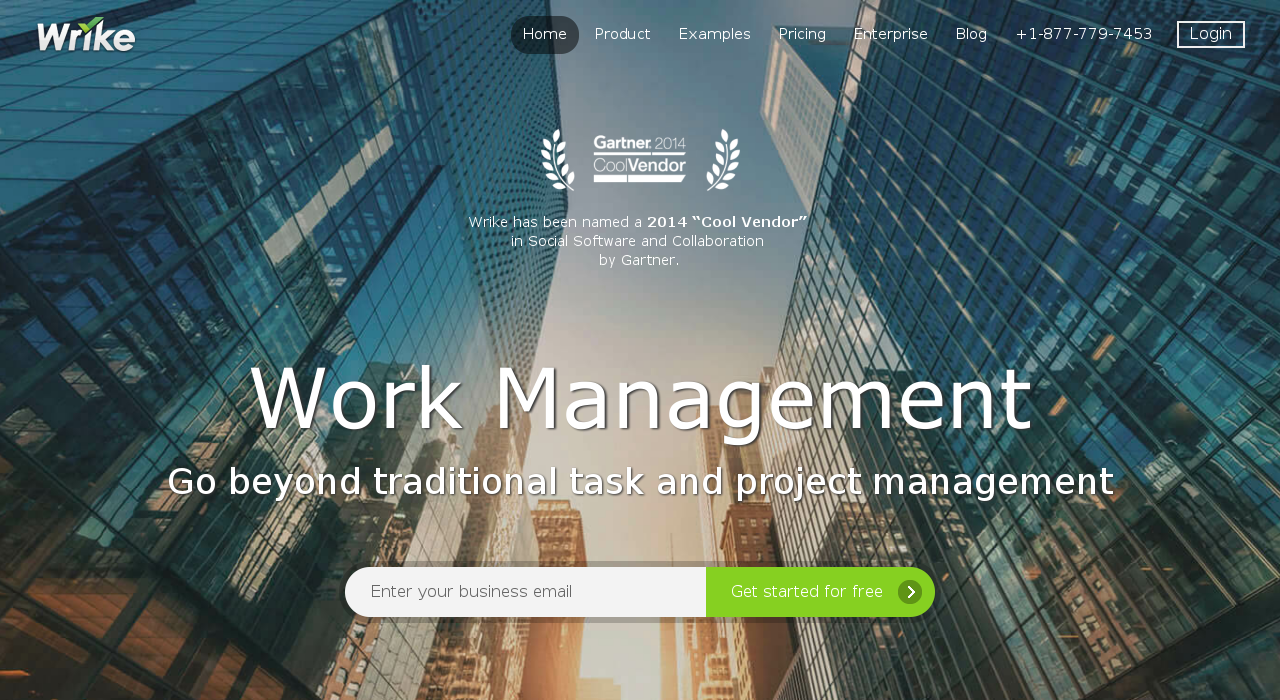 Wrike
Home Product Examples Pricing Enterprise Blog +1-877-779-7453 Login
Gartner. 2014
CoolVendor
Wrike has been named a 2014 “Cool Vendor”
in Social Software and Collaboration
by Gartner.
Work Management
Go beyond traditional task and project management
Enter your business email Get started for free